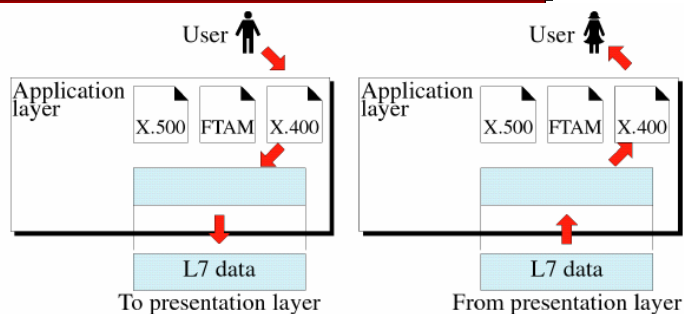 User
Application
layer
X.500
FTAM
X.400
L7 data
To presentation layer
User
Application
layer
X.500
FTAM
X.400
L7 data
From presentation layer